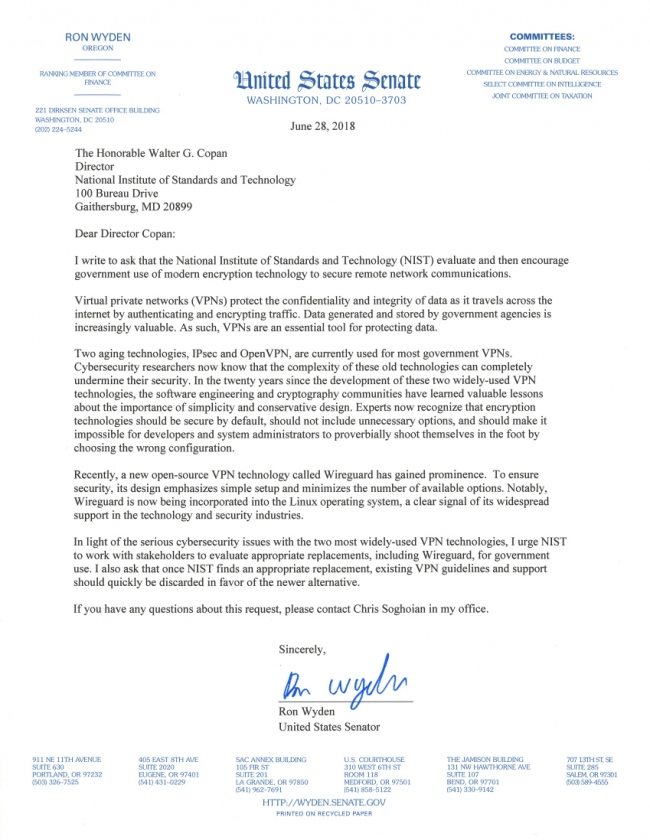 RON WYDEN
OREGON
RANKING MEMBER OF COMMITTEE ON
FINANCE
221 DIRKSEN SENATE OFFICE BUILDING
WASHINGTON, DC 20510
(202) 224–5244
United States Senate
WASHINGTON, DC 20510–3703
COMMITTEES:
COMMITTEE ON FINANCE
COMMITTEE ON BUDGET
COMMITTEE ON ENERGY & NATURAL RESOURCES
SELECT COMMITTEE ON INTELLIGENCE
JOINT COMMITTEE ON TAXATION
June 28, 2018
The Honorable Walter G. Copan
Director
National Institute of Standards and Technology
100 Bureau Drive
Gaithersburg, MD 20899
Dear Director Copan:
I write to ask that the National Institute of Standards and Technology (NIST) evaluate and then encourage
government use of modern encryption technology to secure remote network communications.
Virtual private networks (VPNs) protect the confidentiality and integrity of data as it travels across the
internet by authenticating and encrypting traffic. Data generated and stored by government agencies is
increasingly valuable. As such, VPNs are an essential tool for protecting data.
Two aging technologies, IPsec and OpenVPN, are currently used for most government VPNs.
Cybersecurity researchers now know that the complexity of these old technologies can completely
undermine their security. In the twenty years since the development of these two widely-used VPN
technologies, the software engineering and cryptography communities have learned valuable lessons
about the importance of simplicity and conservative design. Experts now recognize that encryption
technologies should be secure by default, should not include unnecessary options, and should make it
impossible for developers and system administrators to proverbially shoot themselves in the foot by
choosing the wrong configuration.
Recently, a new open-source VPN technology called Wireguard has gained prominence. To ensure
security, its design emphasizes simple setup and minimizes the number of available options. Notably,
Wireguard is now being incorporated into the Linux operating system, a clear signal of its widespread
support in the technology and security industries.
In light of the serious cybersecurity issues with the two most widely-used VPN technologies, I urge NIST
to work with stakeholders to evaluate appropriate replacements, including Wireguard, for government
use. I also ask that once NIST finds an appropriate replacement, existing VPN guidelines and support
should quickly be discarded in favor of the newer alternative.
If you have any questions about this request, please contact Chris Soghoian in my office.
Sincerely,
Ron Wyden
Ron Wyden
United States Senator
911 NE 11TH AVENUE
SUITE 630
PORTLAND, OR 97232
(503) 326–7525
405 EAST 8TH AVE
SUITE 2020
EUGENE, OR 97401
(541) 431–0229
SAC ANNEX BUILDING
105 FIR ST
SUITE 201
LA GRANDE, OR 97850
(541) 962–7691
U.S. COURTHOUSE
310 WEST 6TH ST
ROOM 118
MEDFORD, OR 97501
(541) 858–5122
THE JAMISON BUILDING
131 NW HAWTHORNE AVE
SUITE 107
BEND, OR 97701
(541) 330–9142
707 13TH ST, SE
SUITE 285
SALEM, OR 97301
(503) 589–4555
HTTP://WYDEN.SENATE.GOV
PRINTED ON RECYCLED PAPER